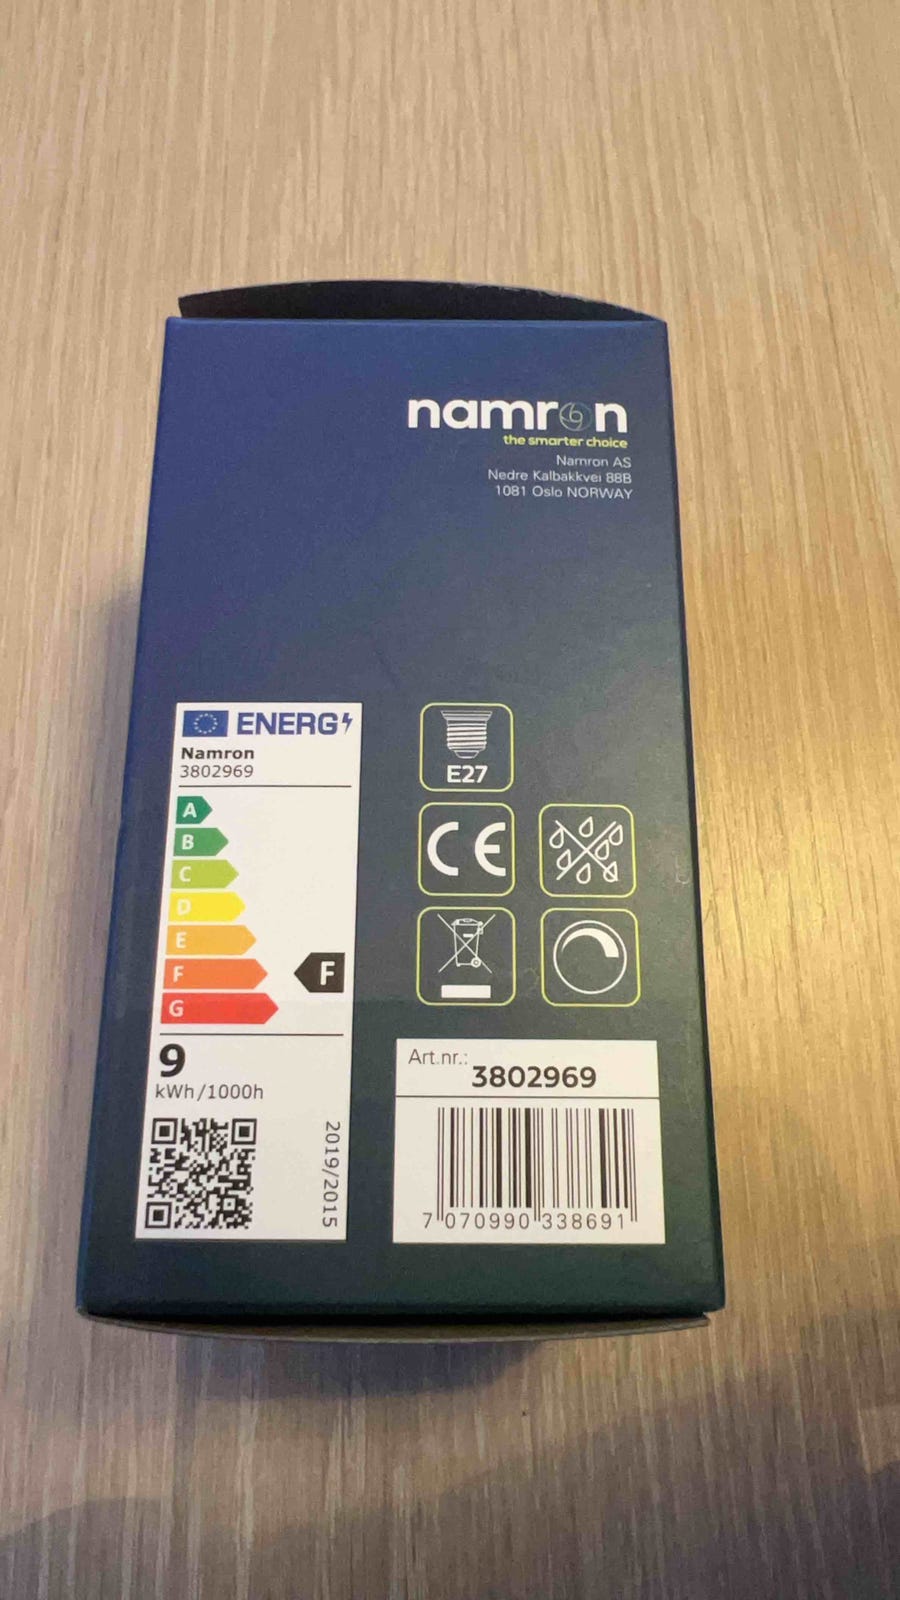 namron
the smarter choice
Namron AS
Nedre Kalbakkvei 88B
1081 Oslo NORWAY
ENERG
Namron
3802969
A
B
C
D
E
F
F
G
9
kWh/1000h
2019/2015
E27
CE
Art.nr.:
3802969
7 070990 338691